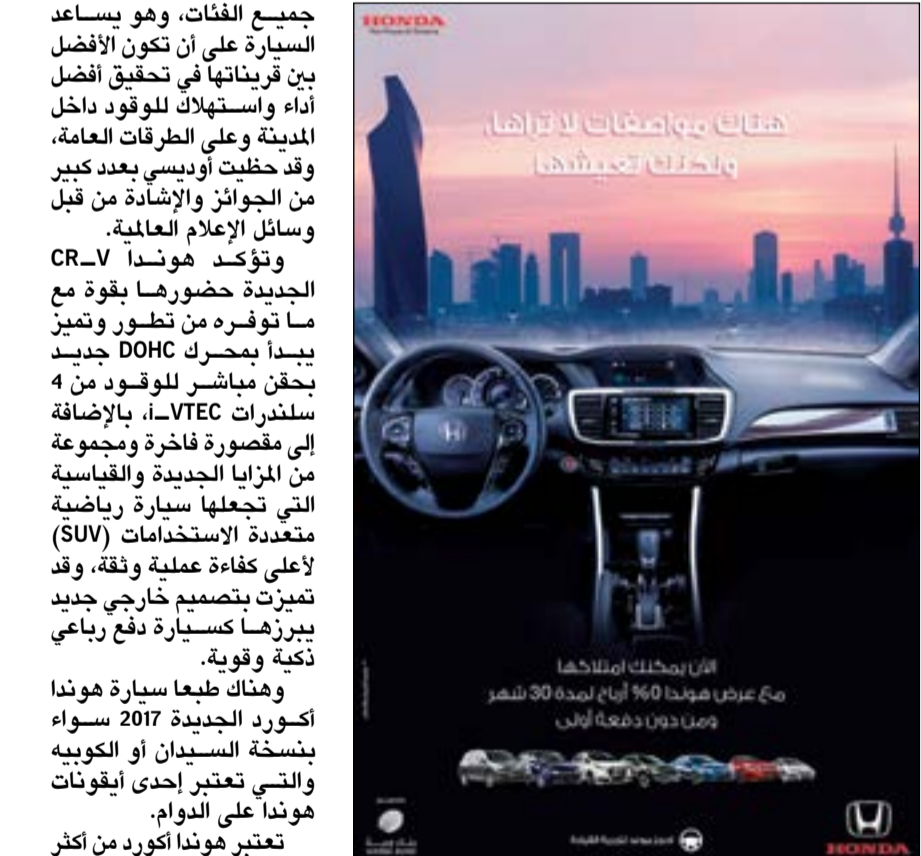 جميع الفئات، وهو يساعد
السيارة على أن تكون الأفضل
بين قريناتها في تحقيق أفضل
أداء واستهلاك للوقود داخل
المدينة وعلى الطرقات العامة،
وقد حظيت أوديسي بعدد كبير
من الجوائز والإشادة من قبل
وسائل الإعلام العالمية.
وتؤكد هوندا CR-V
الجديدة حضورها بقوة مع
ما توفره من تطور وتميز
يبدأ بمحرك DOHC جديد
بحقن مباشر للوقود من 4
سلندرات i-VTEC، بالإضافة
إلى مقصورة فاخرة ومجموعة
من المزايا الجديدة والقياسية
التي تجعلها سيارة رياضية
متعددة الاستخدامات (SUV)
لأعلى كفاءة عملية وثقة، وقد
تميزت بتصميم خارجي جديد
يبرزها كسيارة دفع رباعي
ذكية وقوية.
وهناك طبعا سيارة هوندا
أكورد الجديدة 2017 سواء
بنسخة السيدان أو الكوبيه
والتي تعتبر إحدى أيقونات
هوندا على الدوام.
تعتبر هوندا أكورد من أكثر
HONDA
هناك مواصفات لا تراها،
ولكنك تعيشها
الآن يمكنك امتلاكها
مع عرض هوندا 0% أرباح لمدة 30 شهر
ومن دون دفعة أولى
احجز موعد لتجربة القيادة
HONDA